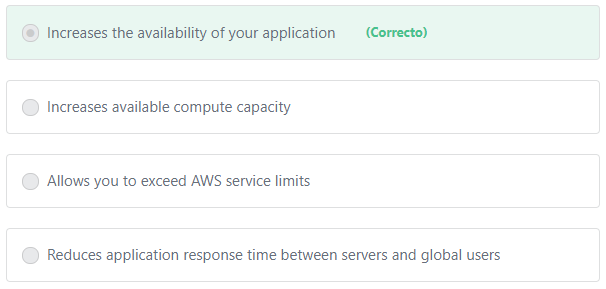 Increases the availability of your application (Correcto)
Increases available compute capacity
Allows you to exceed AWS service limits
Reduces application response time between servers and global users